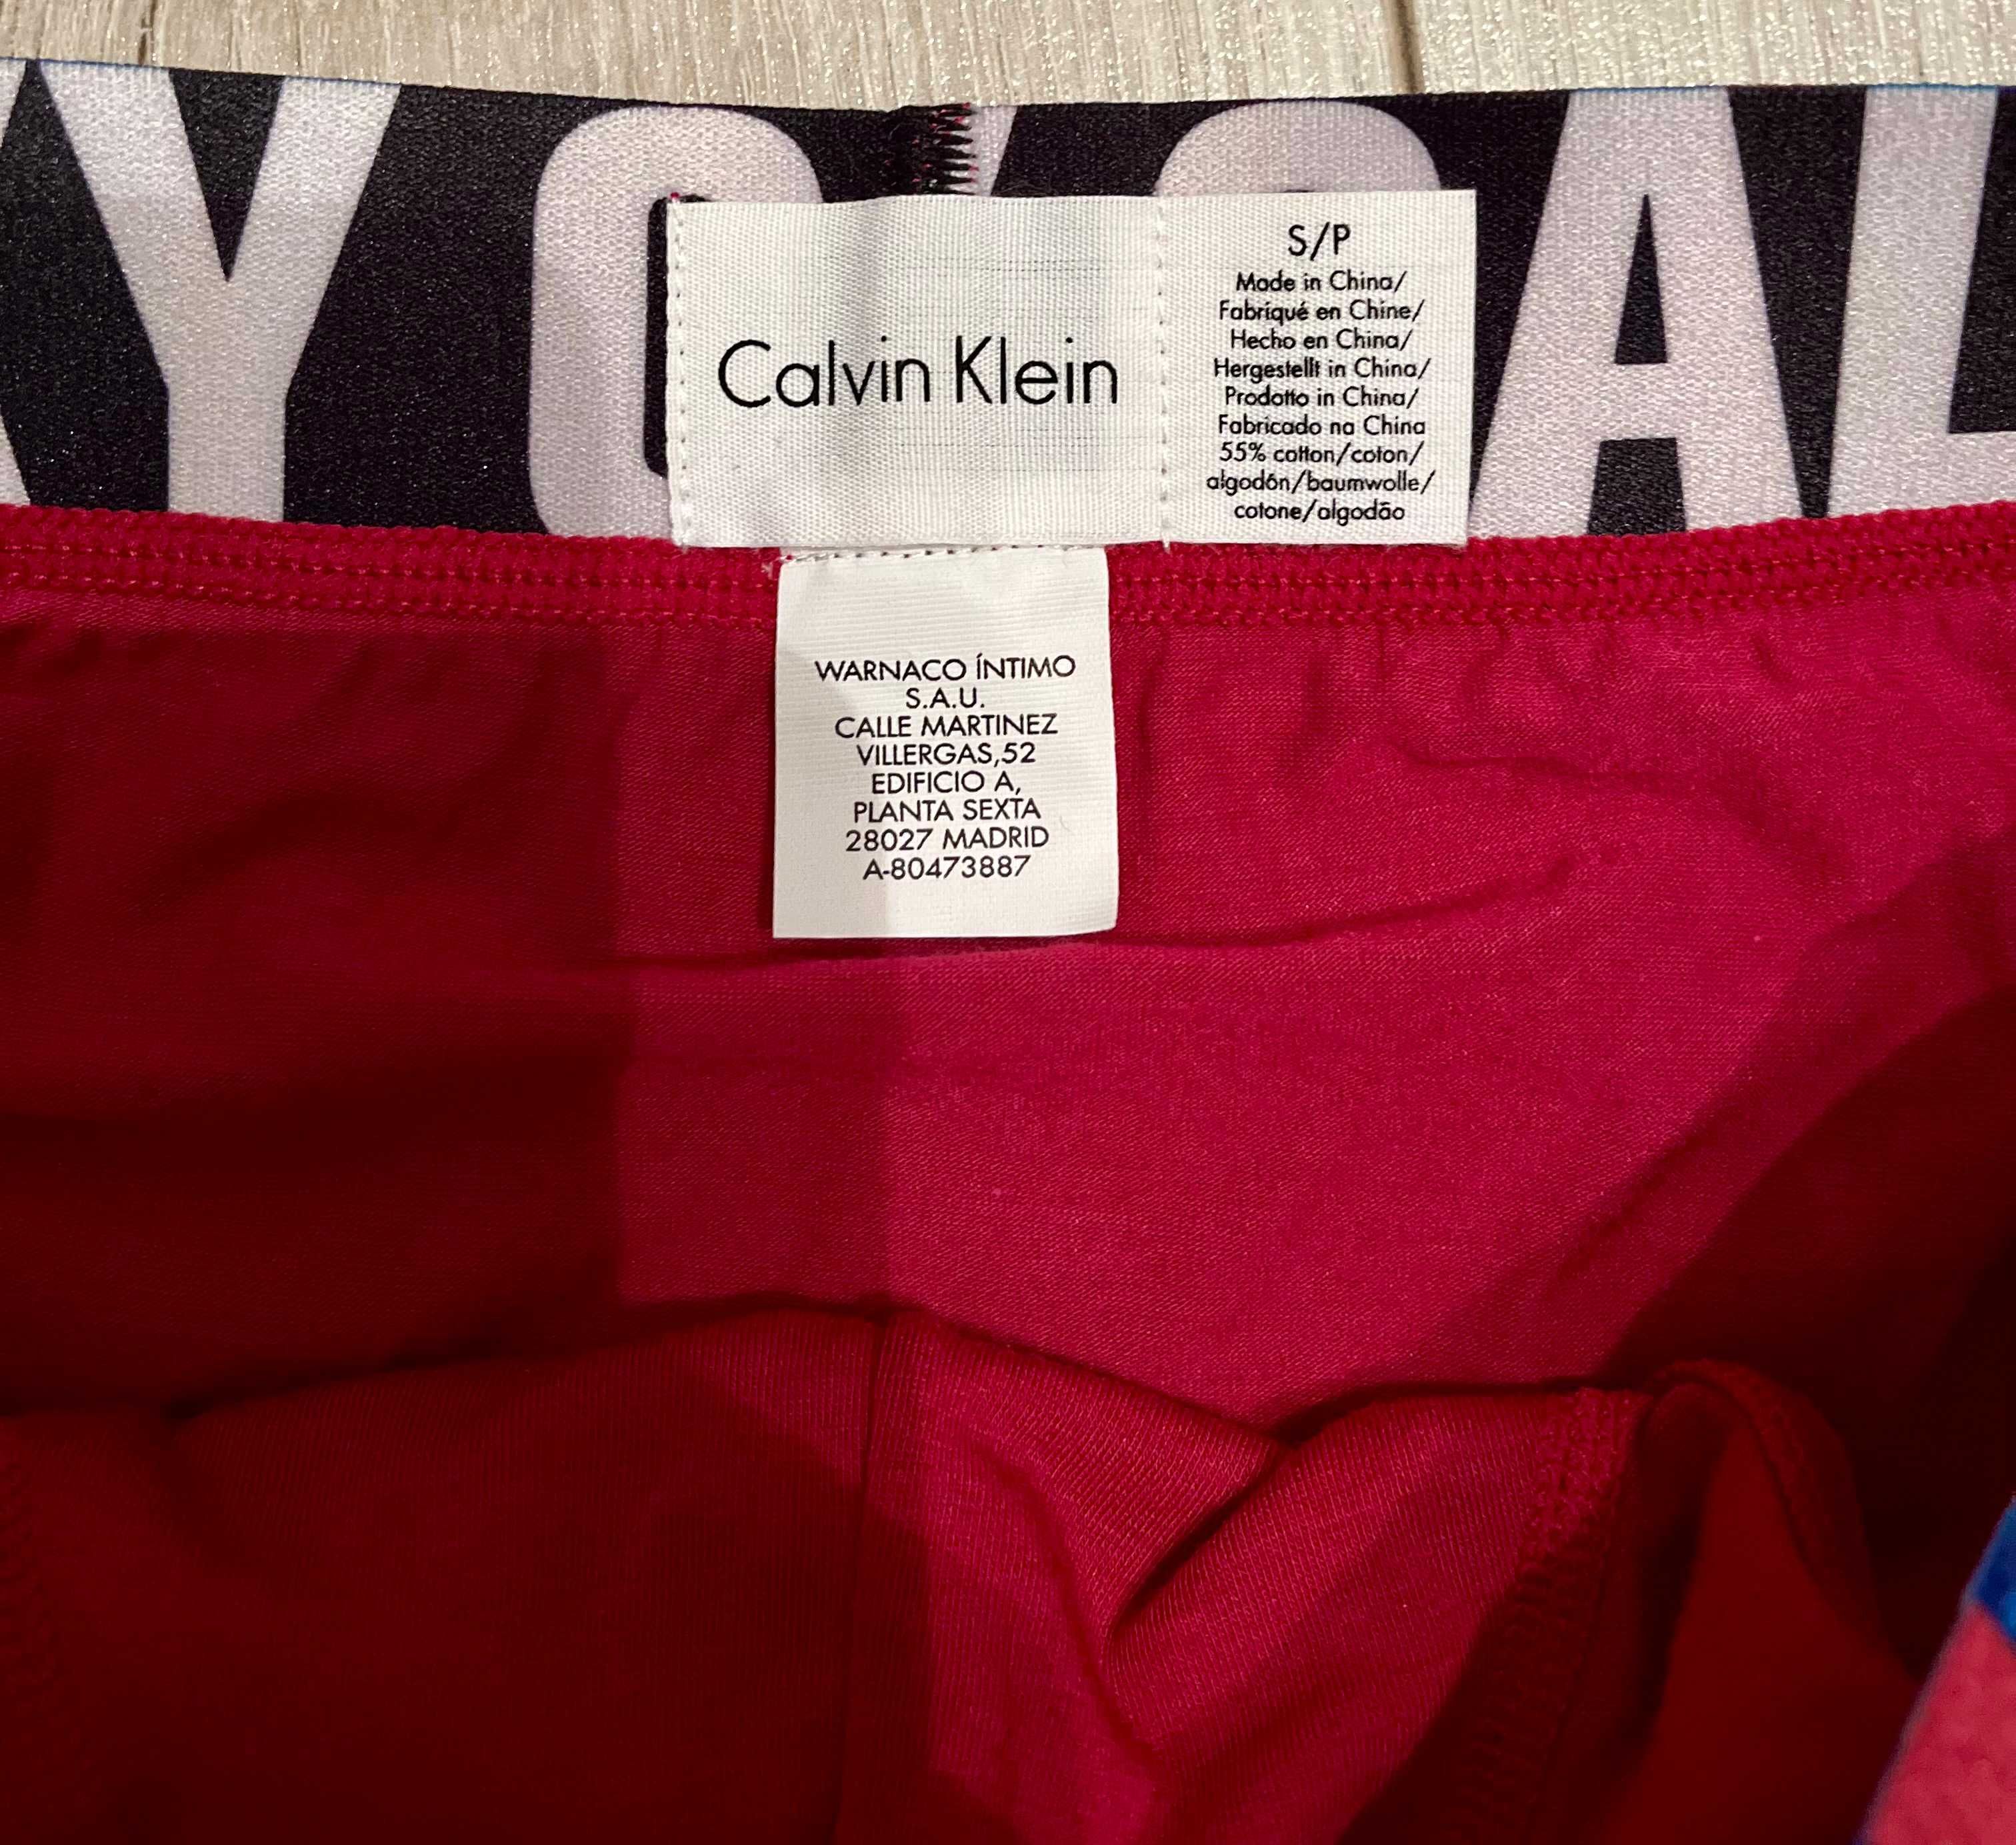 Y CAL
Calvin Klein
S/P
Made in China/
Fabriqué en Chine/
Hecho en China/
Hergestellt in China/
Prodotto in China/
Fabricado na China
55% cotton/coton/
algodón/baumwolle/
cotone/algodão
WARNACO ÍNTIMO
S.A.U.
CALLE MARTINEZ
VILLERGAS,52
EDIFICIO A,
PLANTA SEXTA
28027 MADRID
A-80473887